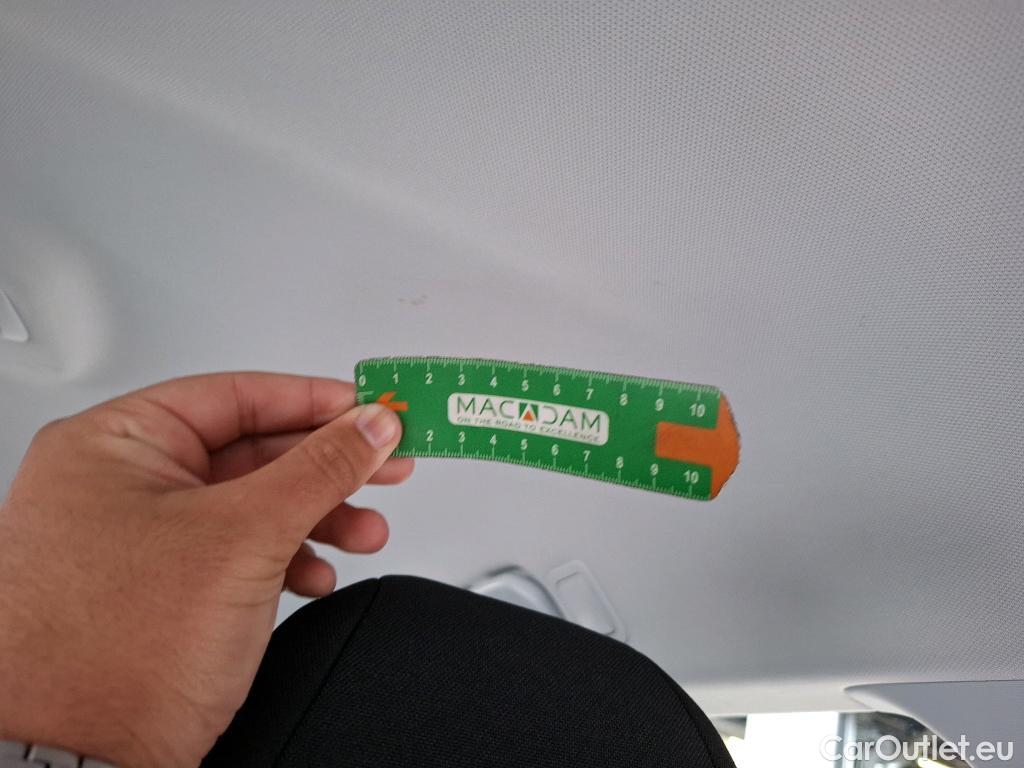 0 1 2 3 4 5 6 7 8 9 10
MACADAM
ON THE ROAD TO EXCELLENCE
2 3 4 5 6 7 8 9 10
CarOutlet.eu